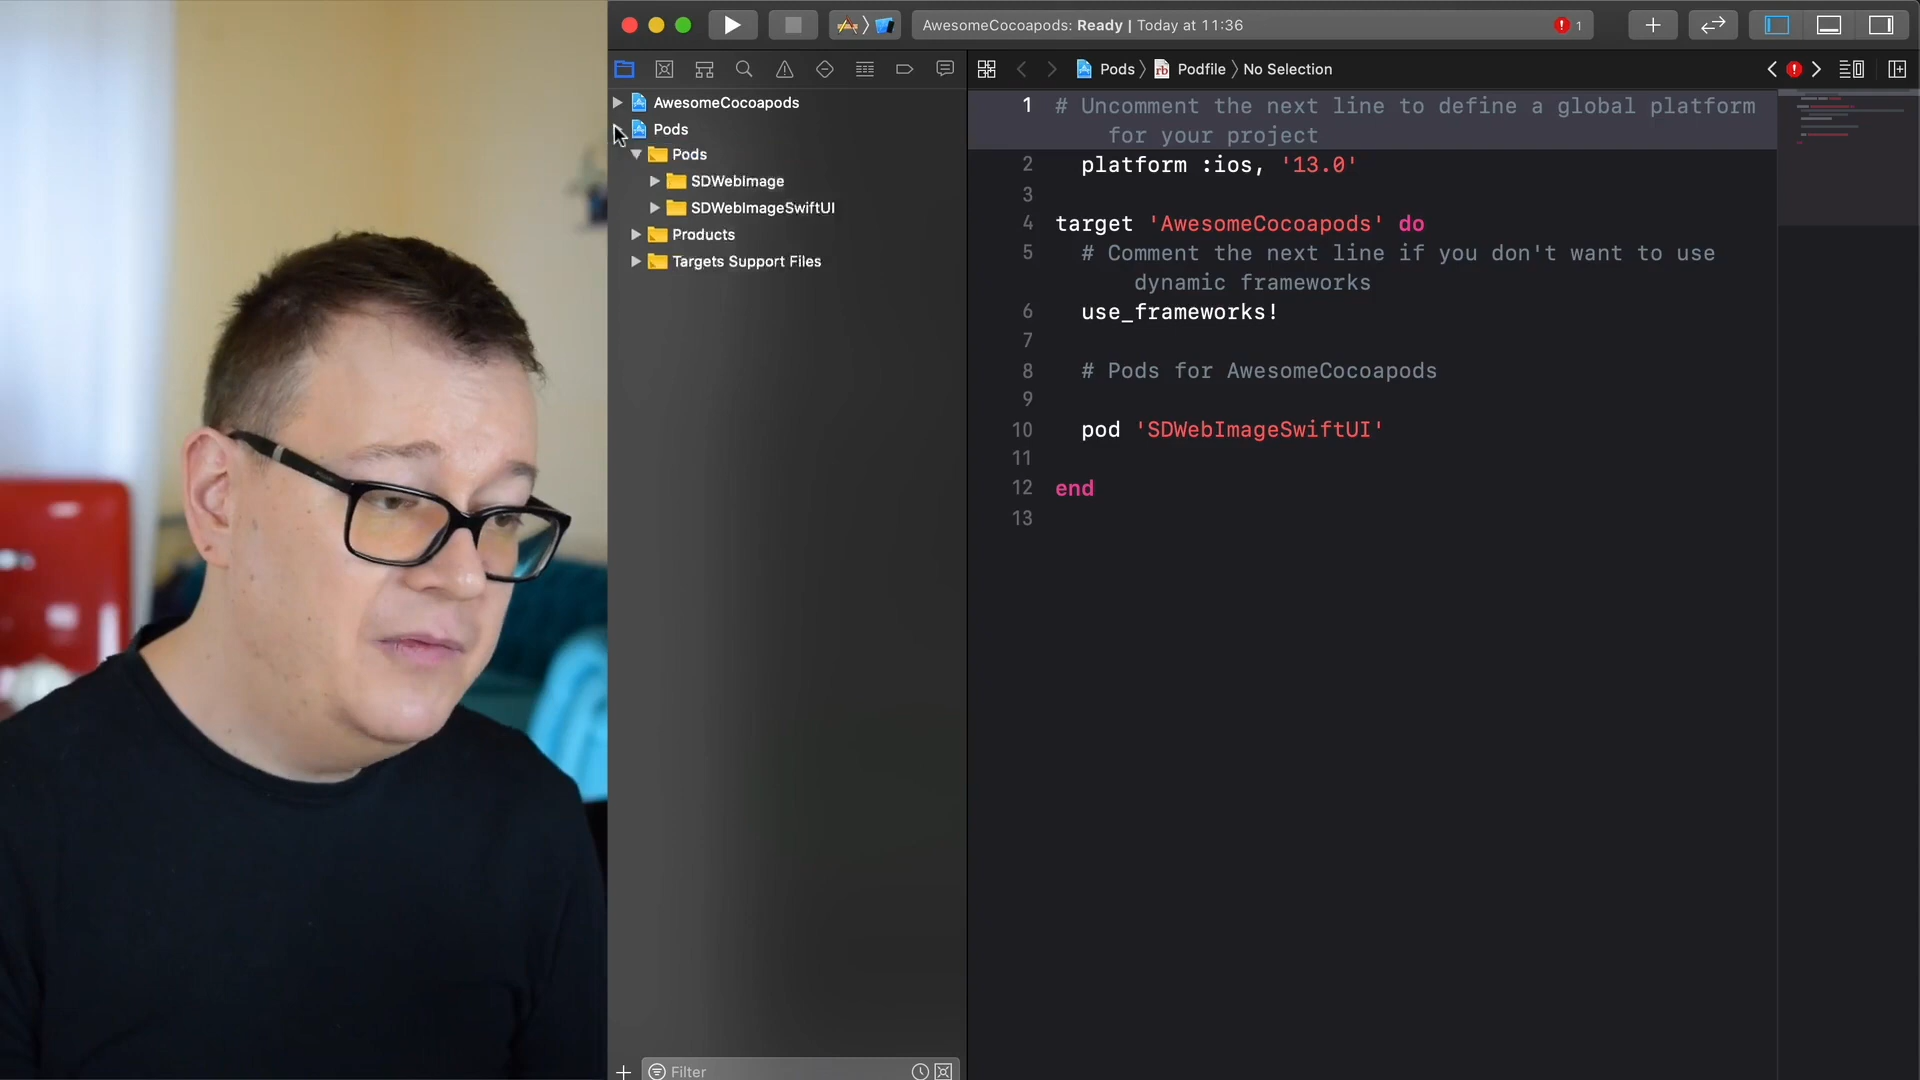 AwesomeCocoapods: Ready | Today at 11:36
1
Pods
Podfile
No Selection
AwesomeCocoapods
Pods
Pods
SDWebImage
SDWebImageSwiftUI
Products
Targets Support Files
Filter
1 # Uncomment the next line to define a global platform
for your project
2 platform :ios, '13.0'
3
4 target 'AwesomeCocoapods' do
5 # Comment the next line if you don't want to use
dynamic frameworks
6 use_frameworks!
7
8 # Pods for AwesomeCocoapods
9
10 pod 'SDWebImageSwiftUI'
11
12 end
13